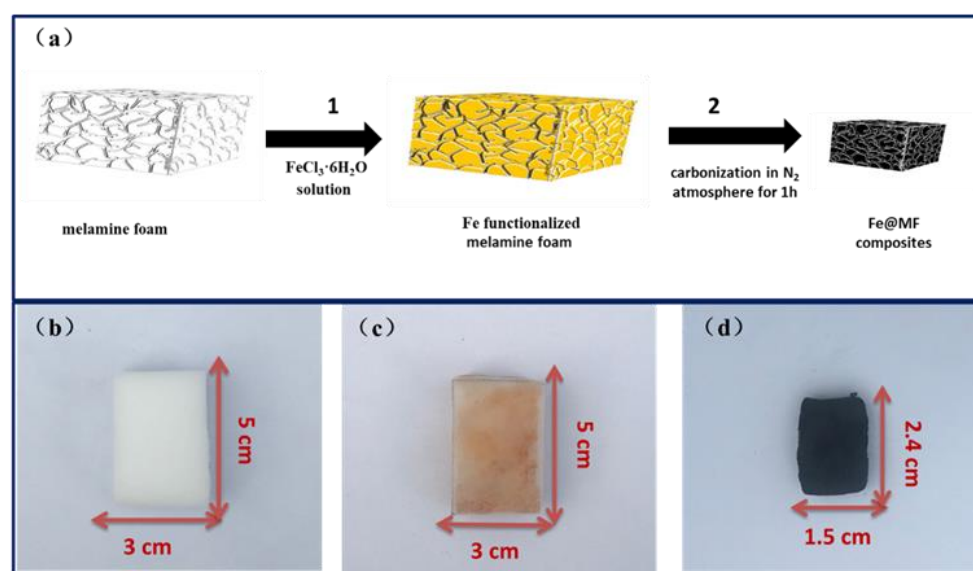 （a）
1
FeCl₃·6H₂O
solution
2
carbonization in N₂
atmosphere for 1h
melamine foam
Fe functionalized
melamine foam
Fe@MF
composites
（b）
5 cm
3 cm
（c）
5 cm
3 cm
（d）
2.4 cm
1.5 cm